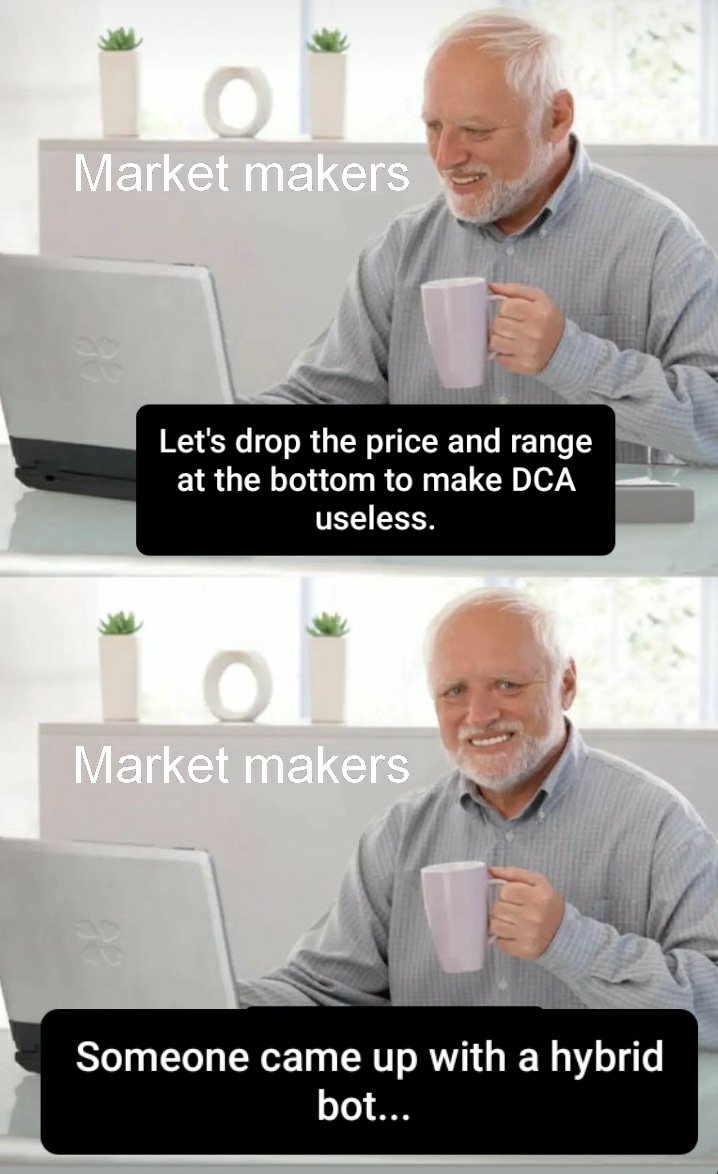 Market makers
Let's drop the price and range
at the bottom to make DCA
useless.
Market makers
Someone came up with a hybrid
bot...